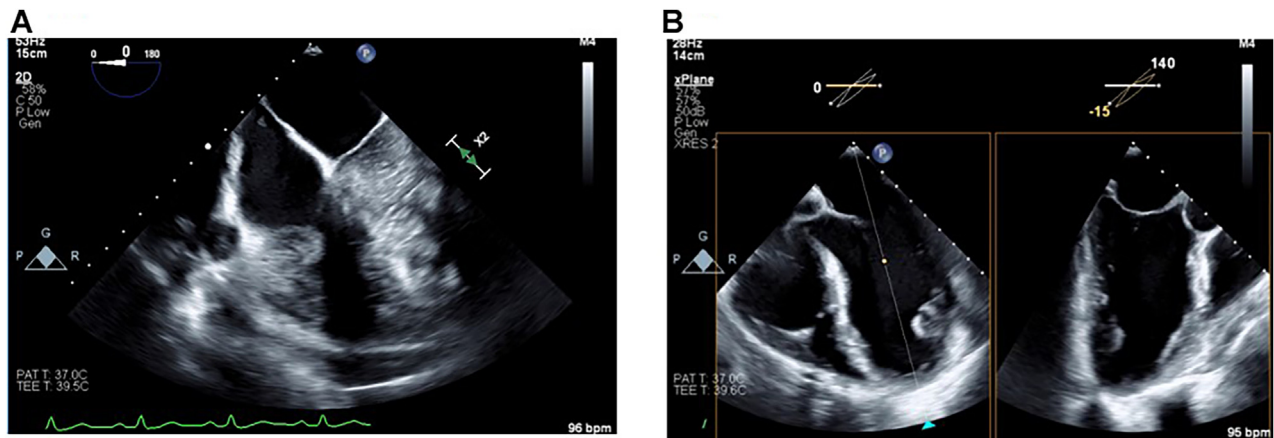 A
53Hz
15cm
2D
58%
C 50
P Low
Gen
0 0 180
P
M4
X2
G
P R
PAT T: 37.0C
TEE T: 39.5C
96 bpm
B
28Hz
14cm
xPlane
57%
57%
50dB
P Low
Gen
XRES 2
0
140
-15
P
M4
G
P R
PAT T: 37.0C
TEE T: 39.6C
95 bpm